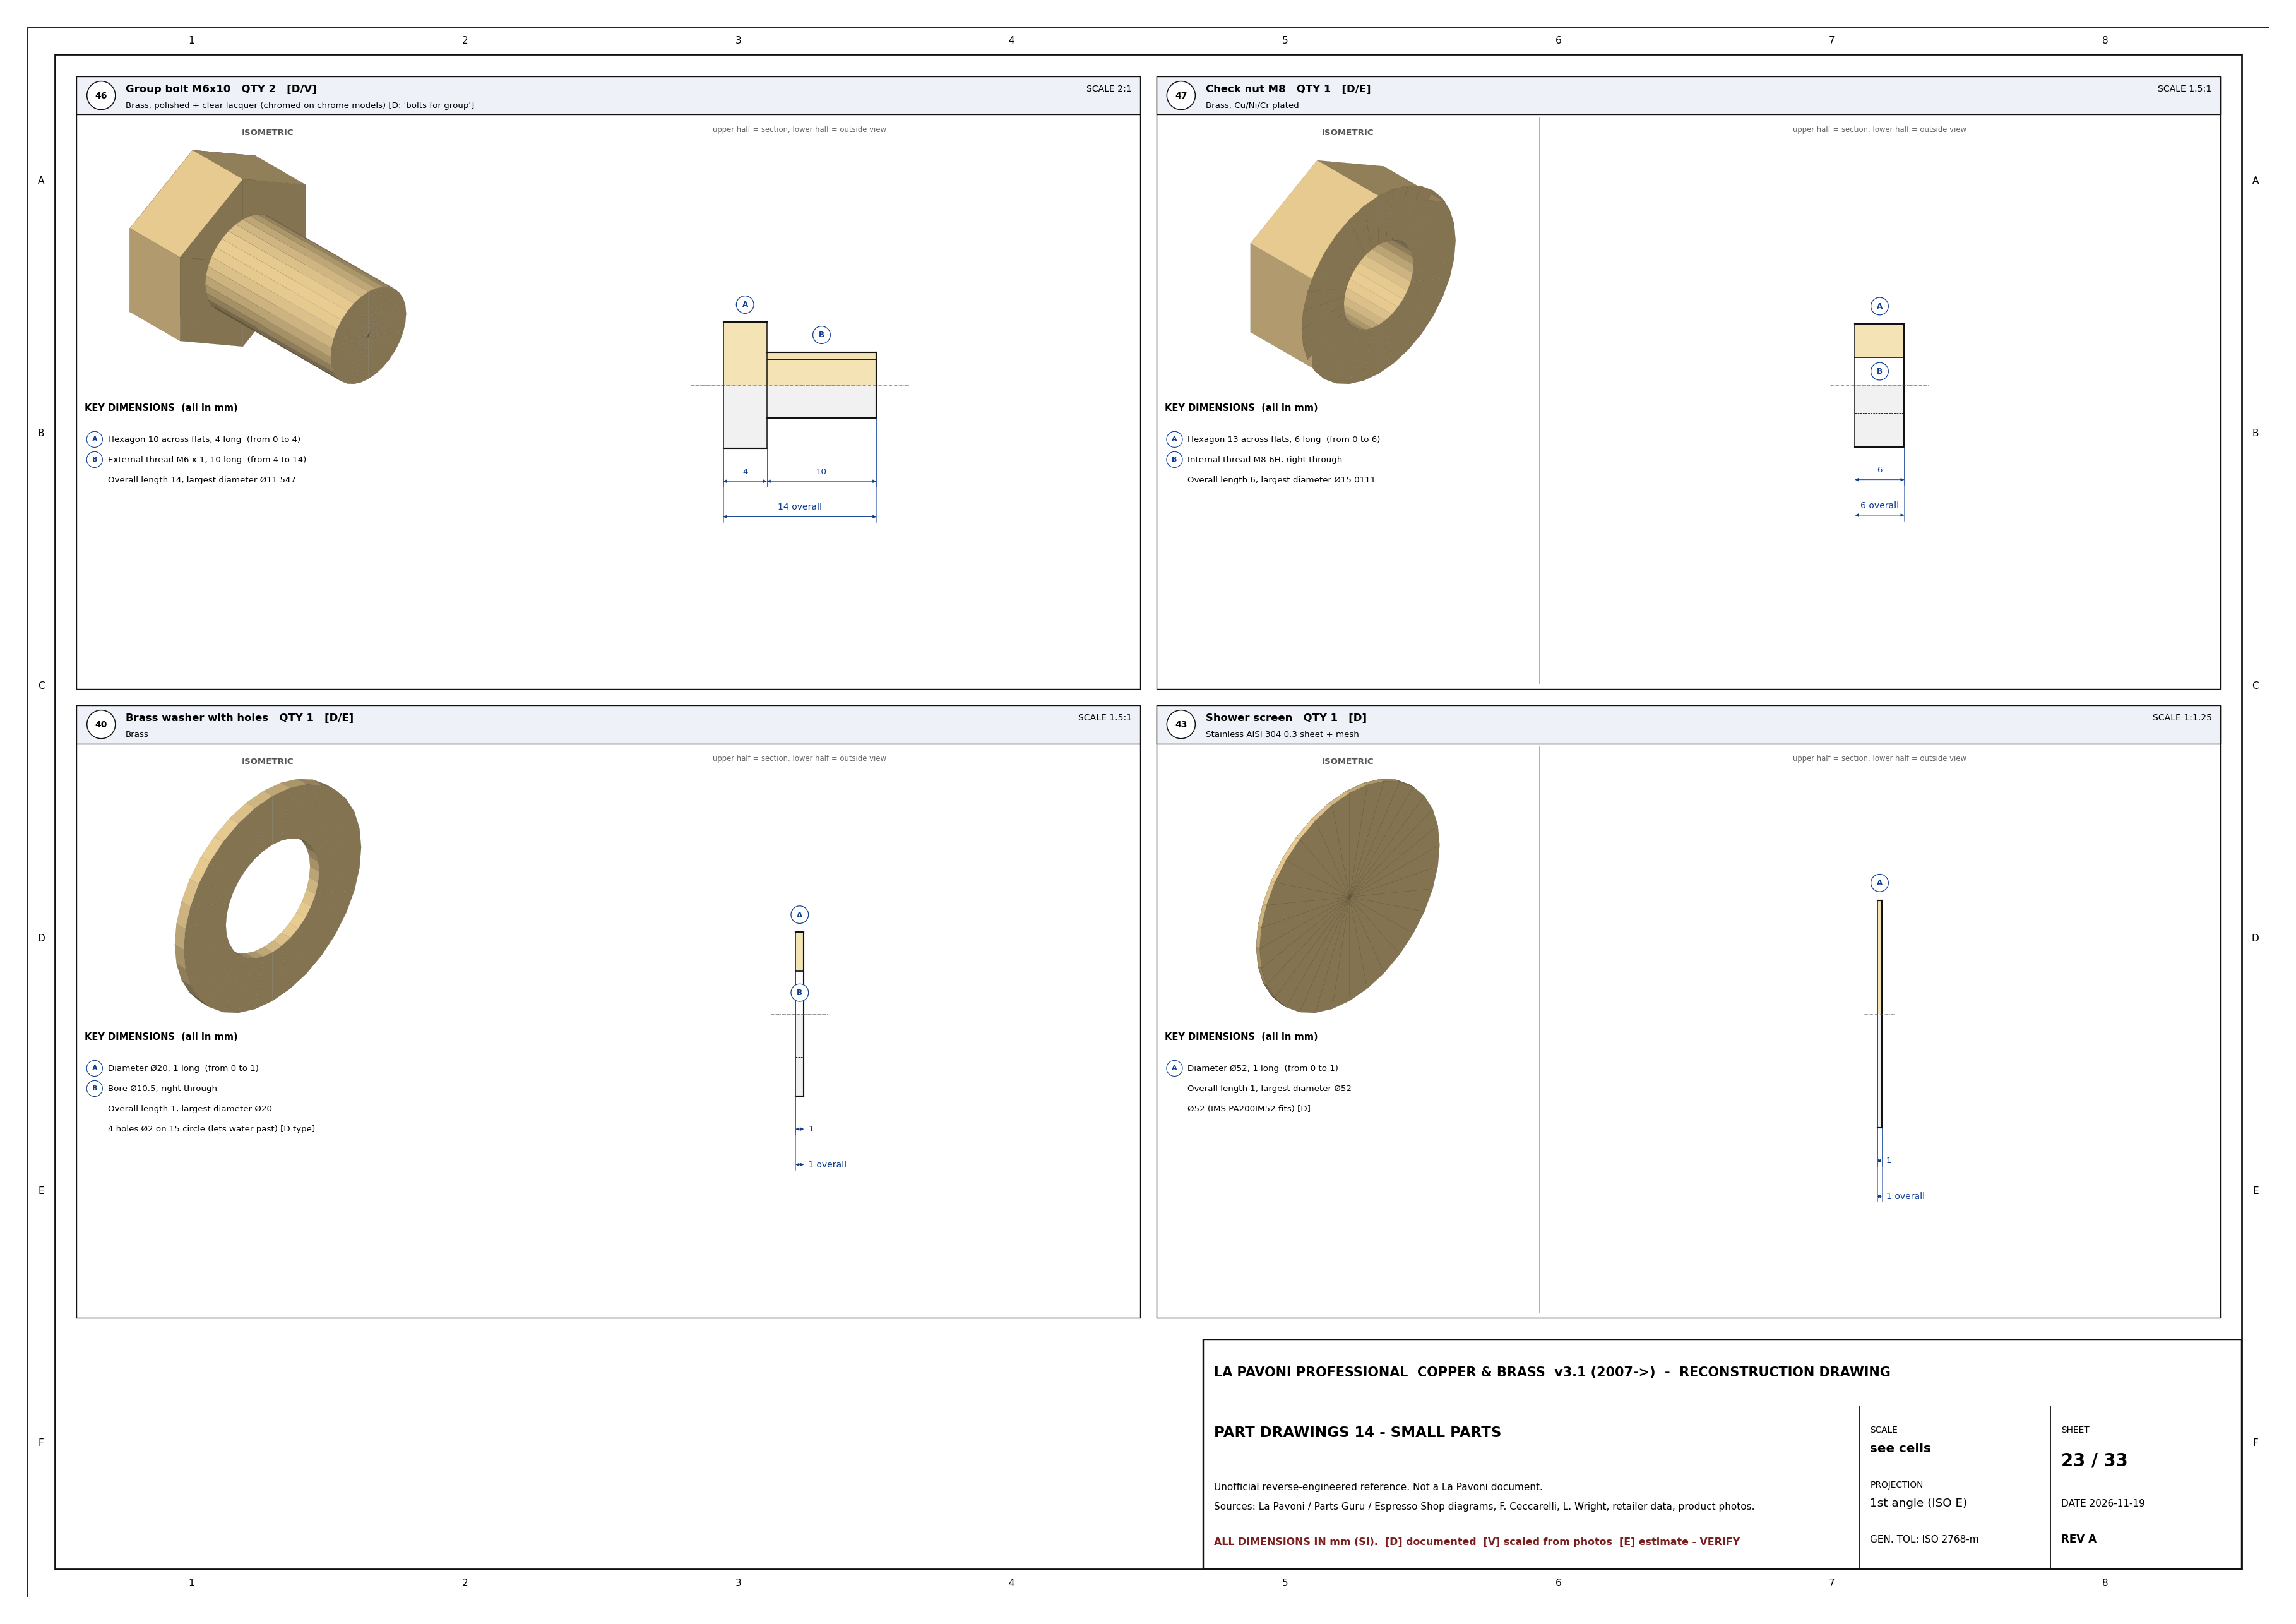 1 2 3 4 5 6 7 8
A
B
C
D
E
F
46 Group bolt M6x10 QTY 2 [D/V] SCALE 2:1
Brass, polished + clear lacquer (chromed on chrome models) [D: 'bolts for group']
ISOMETRIC
upper half = section, lower half = outside view
A
B
4 10
14 overall
KEY DIMENSIONS (all in mm)
A Hexagon 10 across flats, 4 long (from 0 to 4)
B External thread M6 x 1, 10 long (from 4 to 14)
Overall length 14, largest diameter Ø11.547
47 Check nut M8 QTY 1 [D/E] SCALE 1.5:1
Brass, Cu/Ni/Cr plated
ISOMETRIC
upper half = section, lower half = outside view
A
B
6
6 overall
KEY DIMENSIONS (all in mm)
A Hexagon 13 across flats, 6 long (from 0 to 6)
B Internal thread M8-6H, right through
Overall length 6, largest diameter Ø15.0111
40 Brass washer with holes QTY 1 [D/E] SCALE 1.5:1
Brass
ISOMETRIC
upper half = section, lower half = outside view
A
B
1
1 overall
KEY DIMENSIONS (all in mm)
A Diameter Ø20, 1 long (from 0 to 1)
B Bore Ø10.5, right through
Overall length 1, largest diameter Ø20
4 holes Ø2 on 15 circle (lets water past) [D type].
43 Shower screen QTY 1 [D] SCALE 1:1.25
Stainless AISI 304 0.3 sheet + mesh
ISOMETRIC
upper half = section, lower half = outside view
A
1
1 overall
KEY DIMENSIONS (all in mm)
A Diameter Ø52, 1 long (from 0 to 1)
Overall length 1, largest diameter Ø52
Ø52 (IMS PA200IM52 fits) [D].
LA PAVONI PROFESSIONAL COPPER & BRASS v3.1 (2007->) - RECONSTRUCTION DRAWING
PART DRAWINGS 14 - SMALL PARTS
SCALE
see cells
SHEET
23 / 33
Unofficial reverse-engineered reference. Not a La Pavoni document.
Sources: La Pavoni / Parts Guru / Espresso Shop diagrams, F. Ceccarelli, L. Wright, retailer data, product photos.
PROJECTION
1st angle (ISO E)
DATE 2026-11-19
ALL DIMENSIONS IN mm (SI). [D] documented [V] scaled from photos [E] estimate - VERIFY
GEN. TOL: ISO 2768-m
REV A
A
B
C
D
E
F
1 2 3 4 5 6 7 8